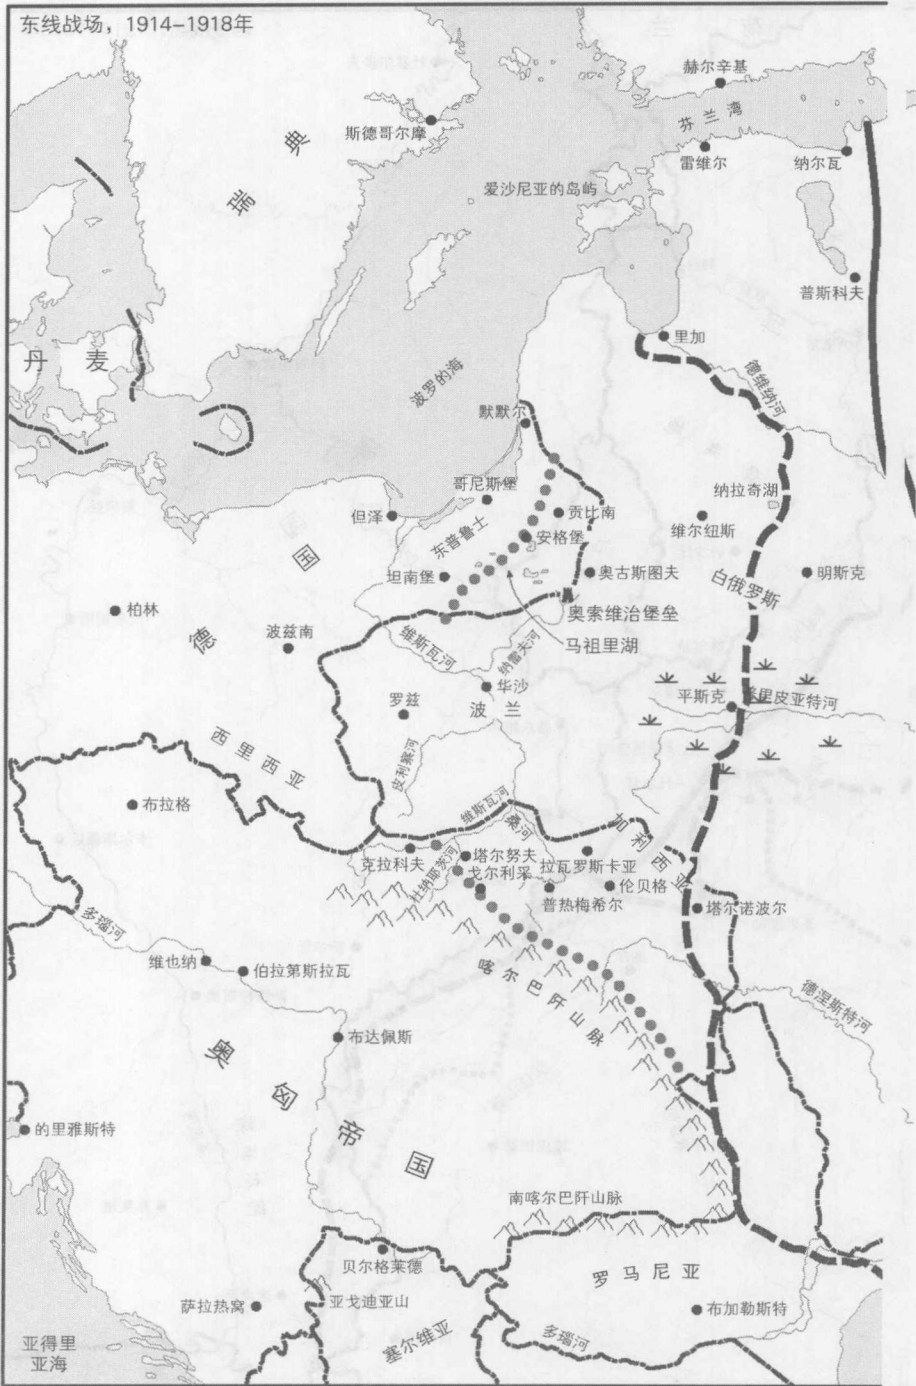 东线战场，1914–1918年
赫尔辛基
芬兰湾
斯德哥尔摩
雷维尔
纳尔瓦
瑞典
爱沙尼亚的岛屿
普斯科夫
里加
丹麦
波罗的海
德维纳河
默默尔
哥尼斯堡
纳拉奇湖
但泽
贡比南
维尔纽斯
东普鲁士
安格堡
坦南堡
奥古斯图夫
白俄罗斯
明斯克
柏林
奥索维治堡垒
德国
波兹南
维斯瓦河
纳雷夫河
马祖里湖
华沙
平斯克
里皮亚特河
罗兹
波兰
西里西亚
皮利察河
布拉格
维斯瓦河
桑河
加利西亚
克拉科夫
杜纳耶茨河
塔尔努夫
拉瓦罗斯卡亚
戈尔利采
伦贝格
普热梅希尔
塔尔诺波尔
多瑙河
维也纳
伯拉第斯拉瓦
喀尔巴阡山脉
德涅斯特河
布达佩斯
奥匈帝国
的里雅斯特
南喀尔巴阡山脉
贝尔格莱德
罗马尼亚
萨拉热窝
亚戈迪亚山
布加勒斯特
塞尔维亚
多瑙河
亚得里
亚海